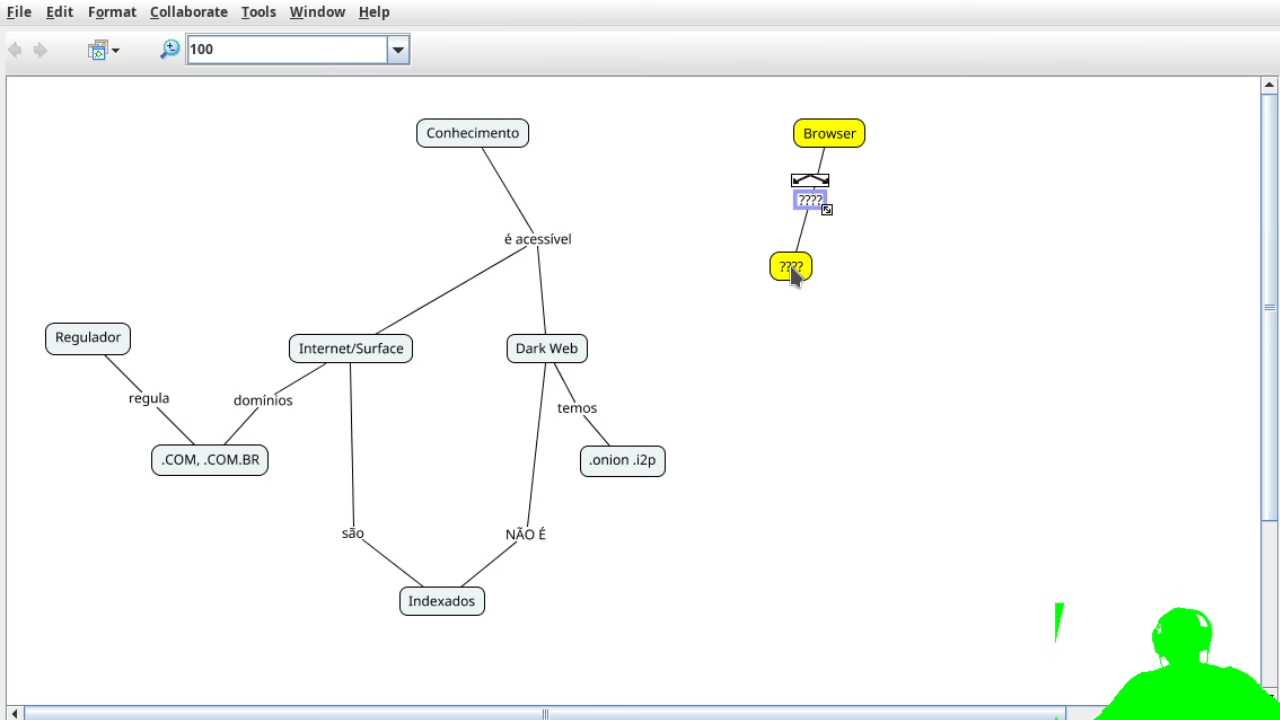 File Edit Format Collaborate Tools Window Help
100
Conhecimento
Browser
????
é acessível
????
Regulador
Internet/Surface
Dark Web
regula
domínios
temos
.COM, .COM.BR
.onion .i2p
são
NÃO É
Indexados